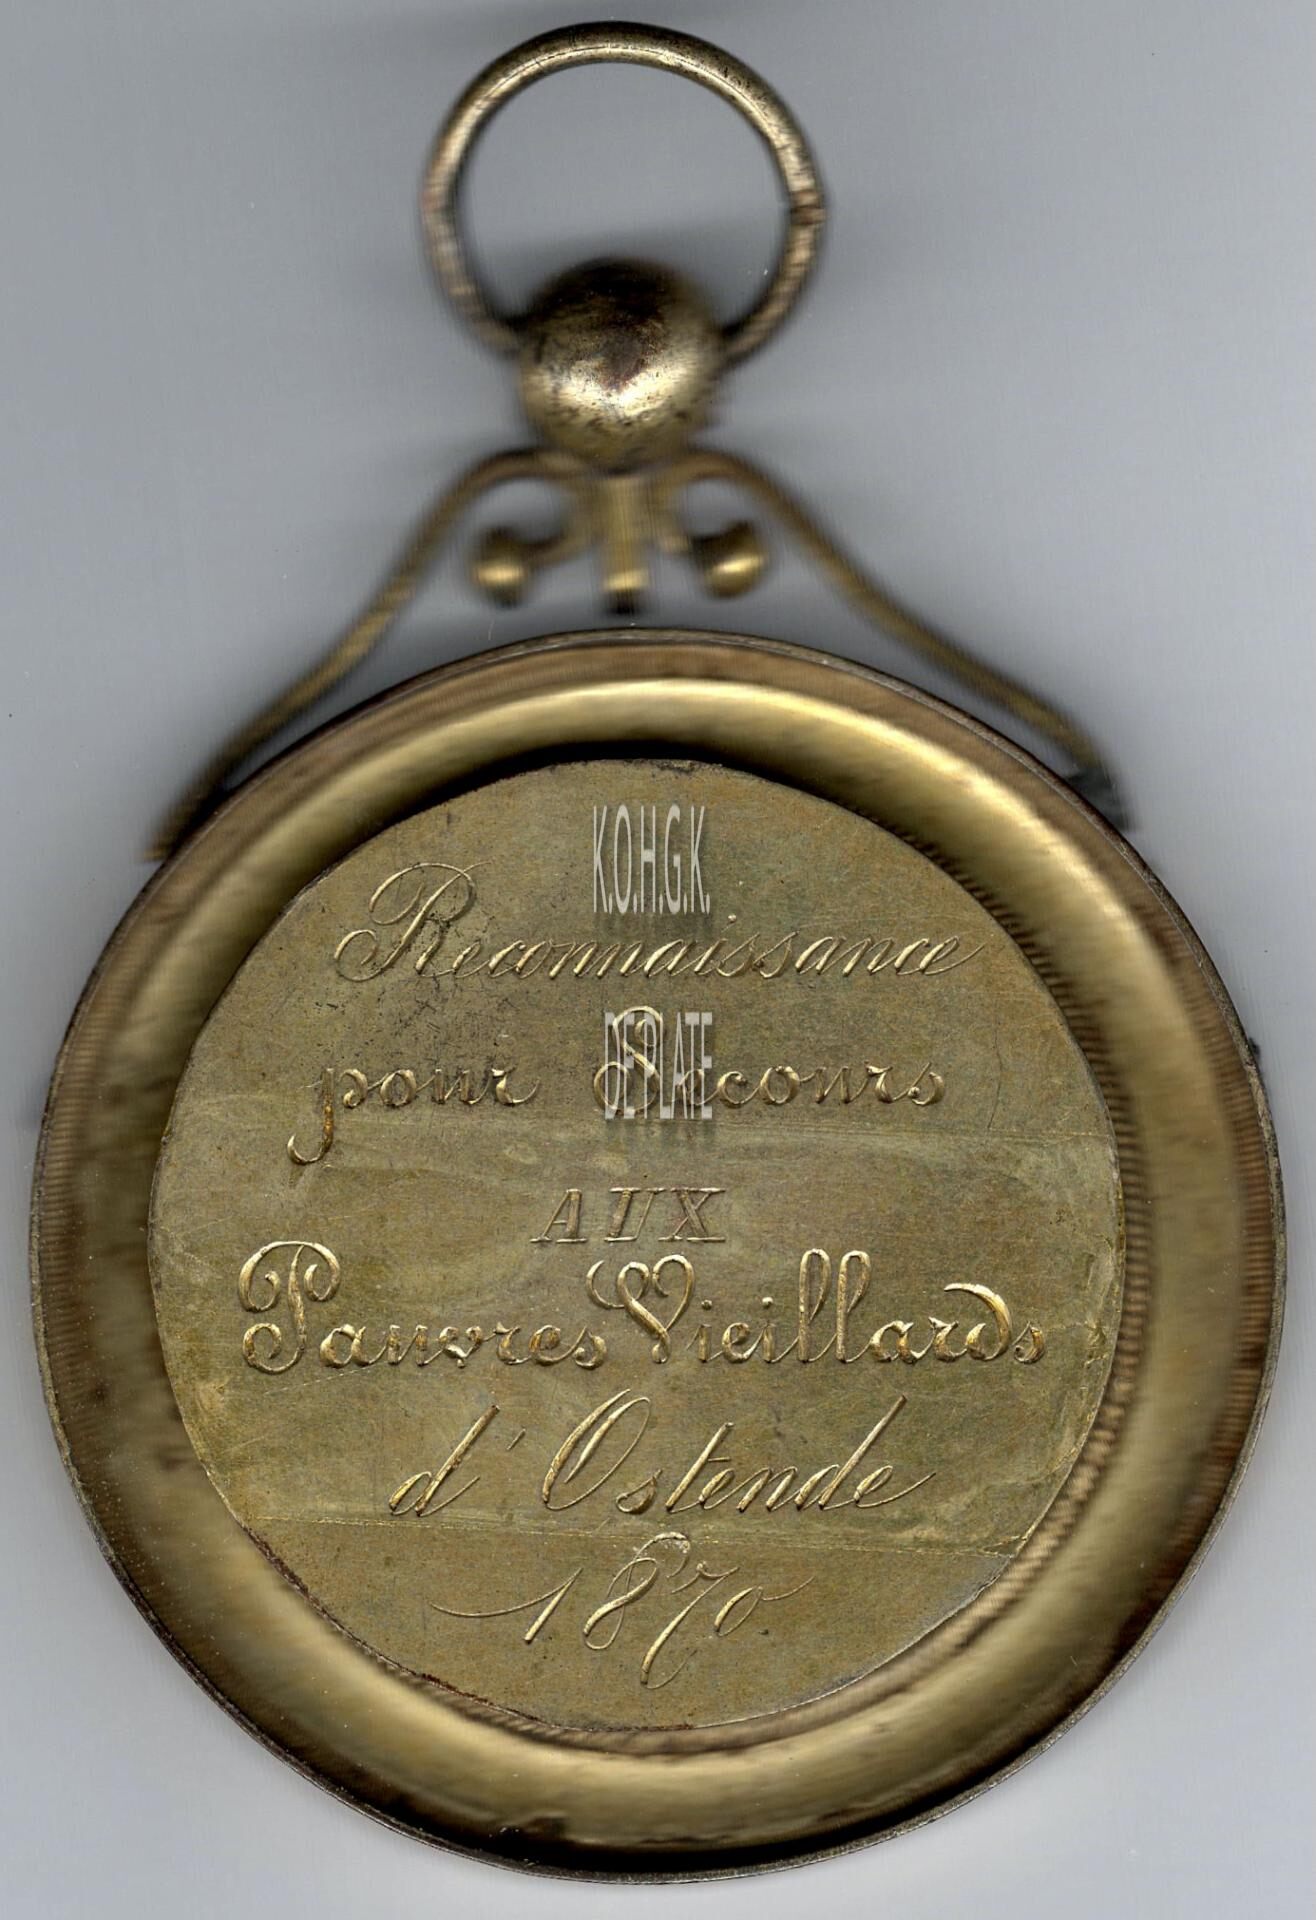 K.O.H.G.K.
Reconnaissance
DE PLATE
pour Secours
AUX
Pauvres Vieillards
d'Ostende
1870